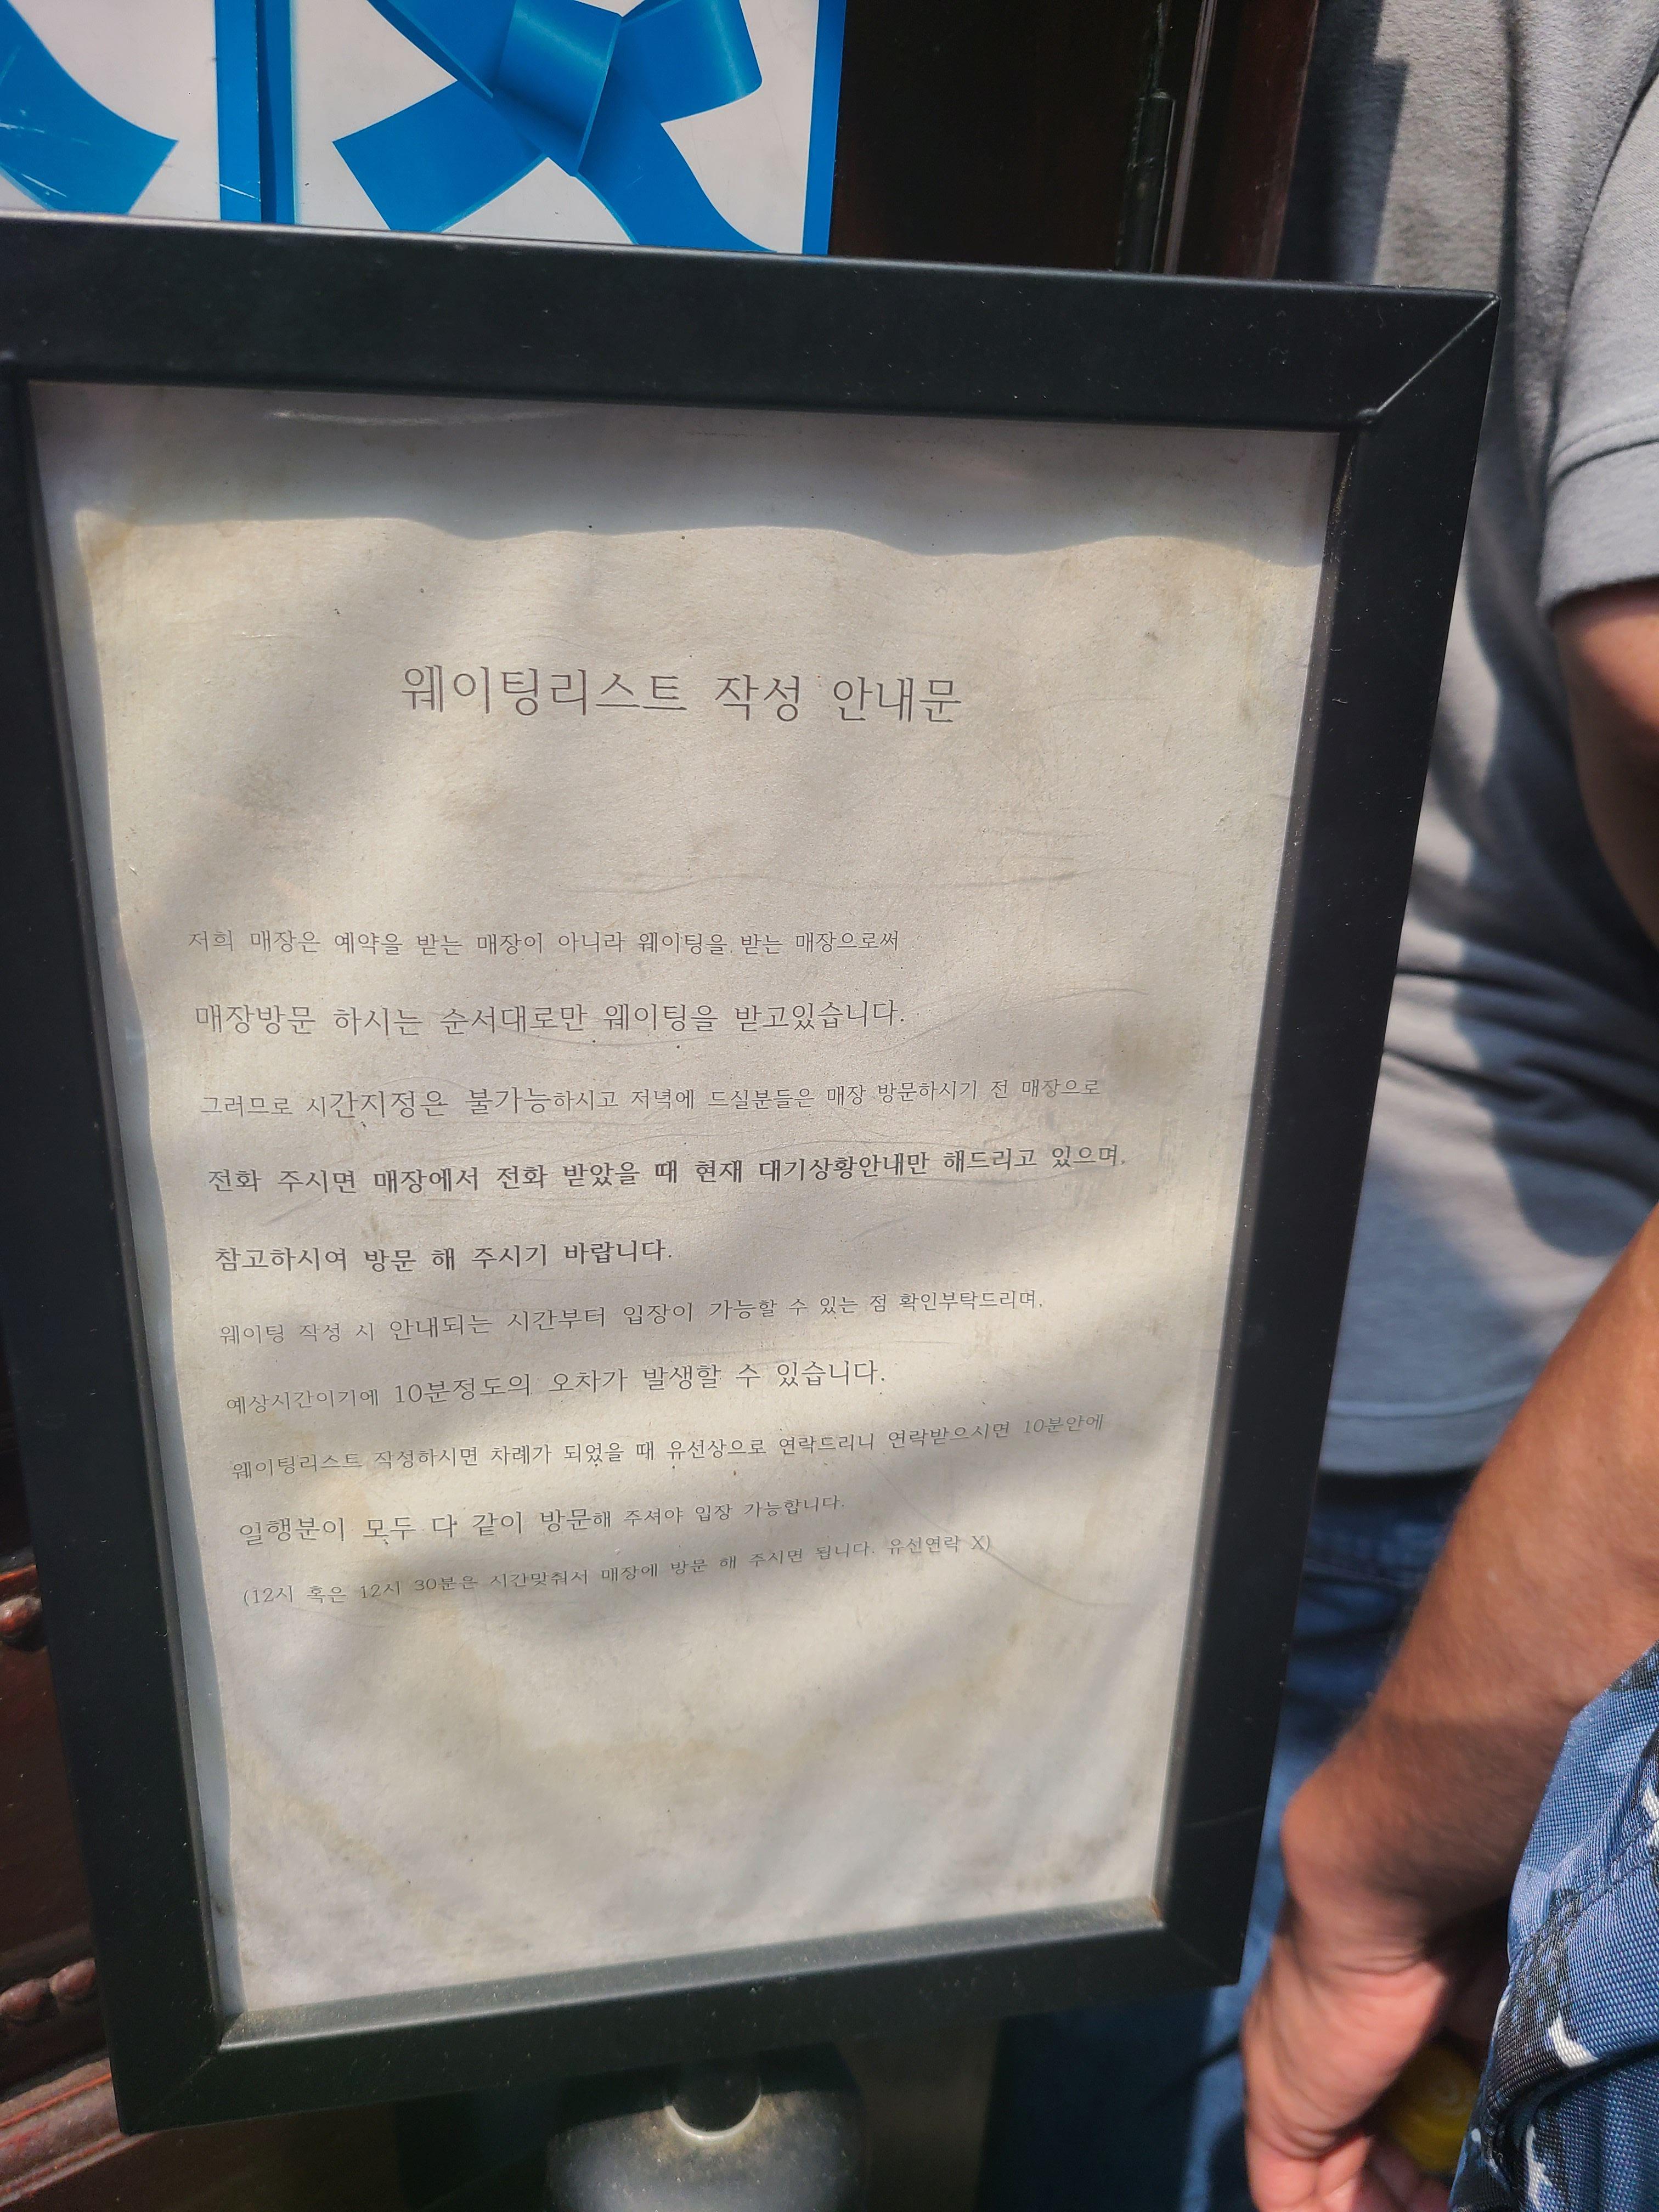 웨이팅리스트 작성 안내문
저희 매장은 예약을 받는 매장이 아니라 웨이팅을 받는 매장으로써
매장방문 하시는 순서대로만 웨이팅을 받고있습니다.
그러므로 시간지정은 불가능하시고 저녁에 드실분들은 매장 방문하시기 전 매장으로
전화 주시면 매장에서 전화 받았을 때 현재 대기상황안내만 해드리고 있으며,
참고하시여 방문 해 주시기 바랍니다.
웨이팅 작성 시 안내되는 시간부터 입장이 가능할 수 있는 점 확인부탁드리며,
예상시간이기에 10분정도의 오차가 발생할 수 있습니다.
웨이팅리스트 작성하시면 차례가 되었을 때 유선상으로 연락드리니 연락받으시면 10분안에
일행분이 모두 다 같이 방문해 주셔야 입장 가능합니다.
(12시 혹은 12시 30분은 시간맞춰서 매장에 방문 해 주시면 됩니다. 유선연락 X)